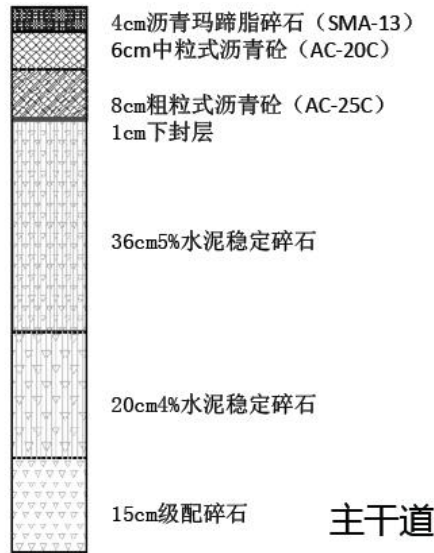 4cm沥青玛蹄脂碎石（SMA-13）
6cm中粒式沥青砼（AC-20C）
8cm粗粒式沥青砼（AC-25C）
1cm下封层
36cm5%水泥稳定碎石
20cm4%水泥稳定碎石
15cm级配碎石
主干道